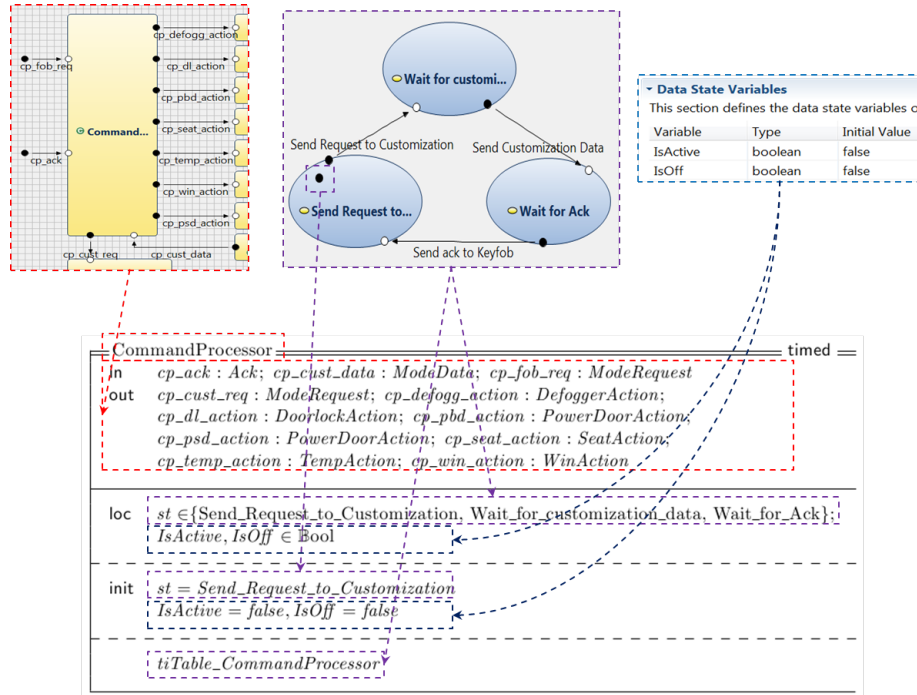 cp_defogg_action
cp_fob_req
cp_dl_action
cp_pbd_action
Command...
cp_seat_action
cp_ack
cp_temp_action
cp_win_action
cp_psd_action
cp_cust_req
cp_cust_data
Wait for customi...
Send Request to Customization
Send Customization Data
Send Request to...
Wait for Ack
Send ack to Keyfob
Data State Variables
This section defines the data state variables o
Variable Type Initial Value
IsActive boolean false
IsOff boolean false
CommandProcessor timed
in cp_ack : Ack; cp_cust_data : ModeData; cp_fob_req : ModeRequest
out cp_cust_req : ModeRequest; cp_defogg_action : DefoggerAction;
cp_dl_action : DoorlockAction; cp_pbd_action : PowerDoorAction;
cp_psd_action : PowerDoorAction; cp_seat_action : SeatAction;
cp_temp_action : TempAction; cp_win_action : WinAction
loc st ∈{Send_Request_to_Customization, Wait_for_customization_data, Wait_for_Ack};
IsActive, IsOff ∈ 𝔹ool
init st = Send_Request_to_Customization
IsActive = false, IsOff = false
tiTable_CommandProcessor